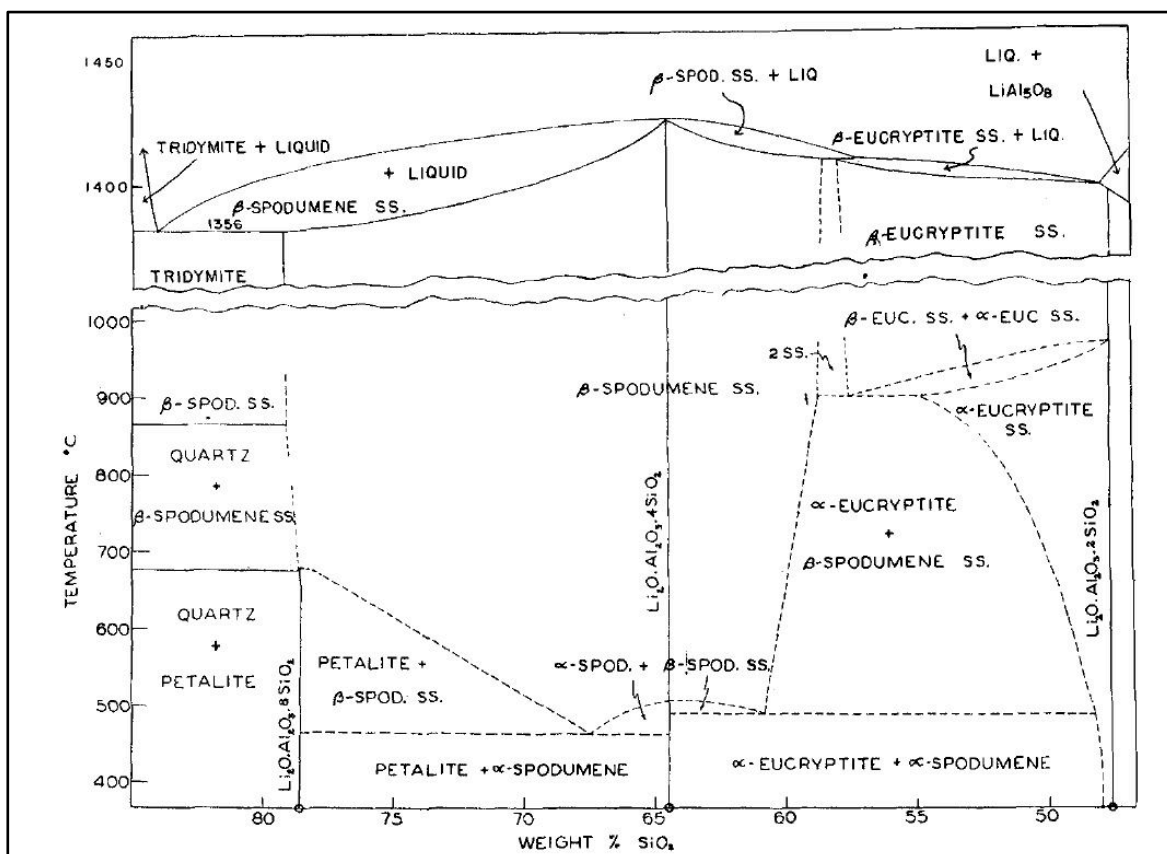 1450
LIQ. +
LiAl5O8
β-SPOD. SS. + LIQ
β-EUCRYPTITE SS. + LIQ.
TRIDYMITE + LIQUID
+ LIQUID
1400
β-SPODUMENE SS.
1356
β-EUCRYPTITE SS.
TRIDYMITE
1000
β-EUC. SS. + α-EUC SS.
2 SS.
β-SPODUMENE SS.
900
β-SPOD. SS.
α-EUCRYPTITE
SS.
QUARTZ
+
β-SPODUMENE SS
800
α-EUCRYPTITE
+
β-SPODUMENE SS.
700
QUARTZ
+
PETALITE
600
PETALITE +
β-SPOD. SS.
α-SPOD. + β-SPOD. SS.
500
PETALITE + α-SPODUMENE
α-EUCRYPTITE + α-SPODUMENE
400
TEMPERATURE °C
Li2O.Al2O3.8SiO2
Li2O.Al2O3.4SiO2
Li2O.Al2O3.2SiO2
80 75 70 65 60 55 50
WEIGHT % SiO2